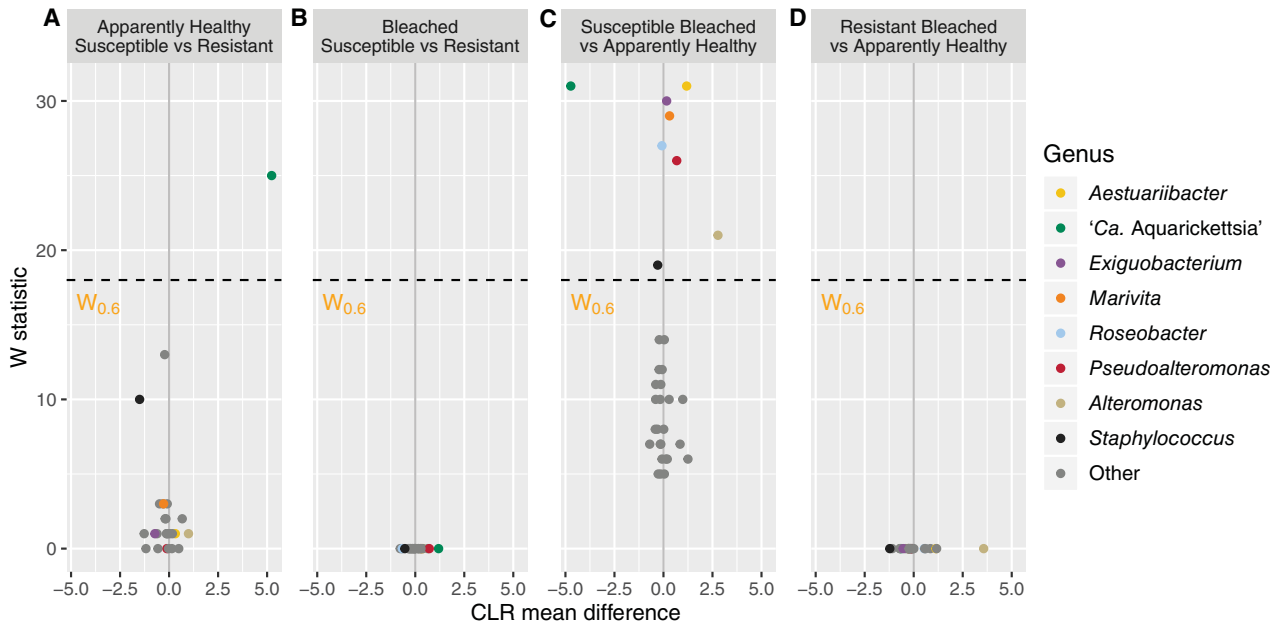 A
Apparently Healthy
Susceptible vs Resistant
B
Bleached
Susceptible vs Resistant
C
Susceptible Bleached
vs Apparently Healthy
D
Resistant Bleached
vs Apparently Healthy
W statistic
30
20
10
0
W0.6
W0.6
W0.6
W0.6
−5.0 −2.5 0.0 2.5 5.0
−5.0 −2.5 0.0 2.5 5.0
−5.0 −2.5 0.0 2.5 5.0
−5.0 −2.5 0.0 2.5 5.0
CLR mean difference
Genus
Aestuariibacter
‘Ca. Aquarickettsia’
Exiguobacterium
Marivita
Roseobacter
Pseudoalteromonas
Alteromonas
Staphylococcus
Other